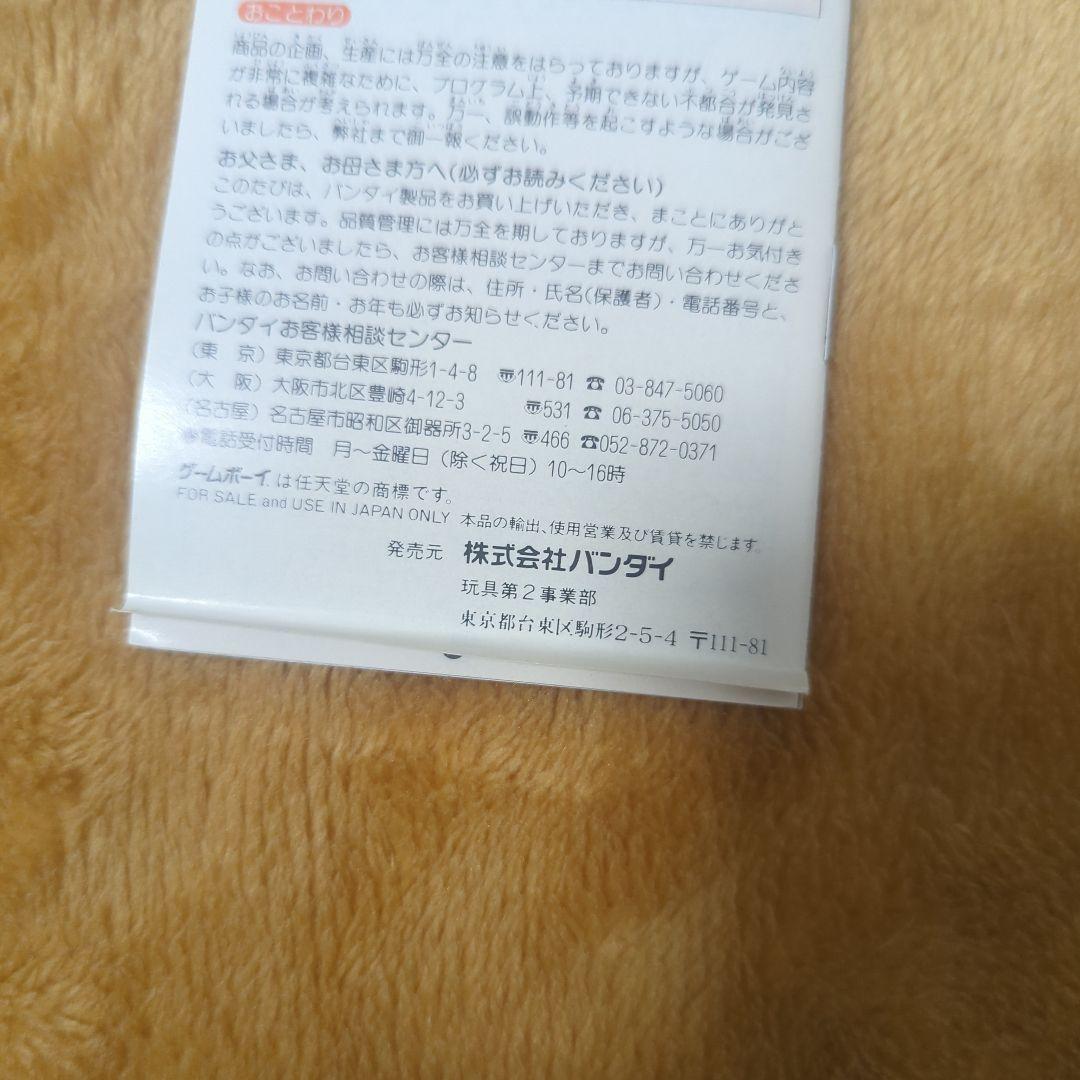 おことわり
商品の企画、生産には万全の注意をはらっておりますが、ゲーム内容
が非常に複雑なために、プログラム上、予期できない不都合が発見さ
れる場合が考えられます。万一、誤動作等を起こすような場合がござ
いましたら、弊社まで御一報ください。
お父さま、お母さま方へ(必ずお読みください)
このたびは、バンダイ製品をお買い上げいただき、まことにありがと
うございます。品質管理には万全を期しておりますが、万一お気付き
の点がございましたら、お客様相談センターまでお問い合わせくださ
い。なお、お問い合わせの際は、住所・氏名(保護者)・電話番号と、
お子様のお名前・お年も必ずお知らせください。
バンダイお客様相談センター
(東 京) 東京都台東区駒形1-4-8 〠111-81 ☎ 03-847-5060
(大 阪) 大阪市北区豊崎4-12-3 〠531 ☎ 06-375-5050
(名古屋) 名古屋市昭和区御器所3-2-5 〠466 ☎052-872-0371
●電話受付時間 月～金曜日 (除く祝日) 10～16時
ゲームボーイ は任天堂の商標です。
FOR SALE and USE IN JAPAN ONLY 本品の輸出、使用営業及び賃貸を禁じます。
発売元 株式会社バンダイ
玩具第2事業部
東京都台東区駒形2-5-4 〒111-81